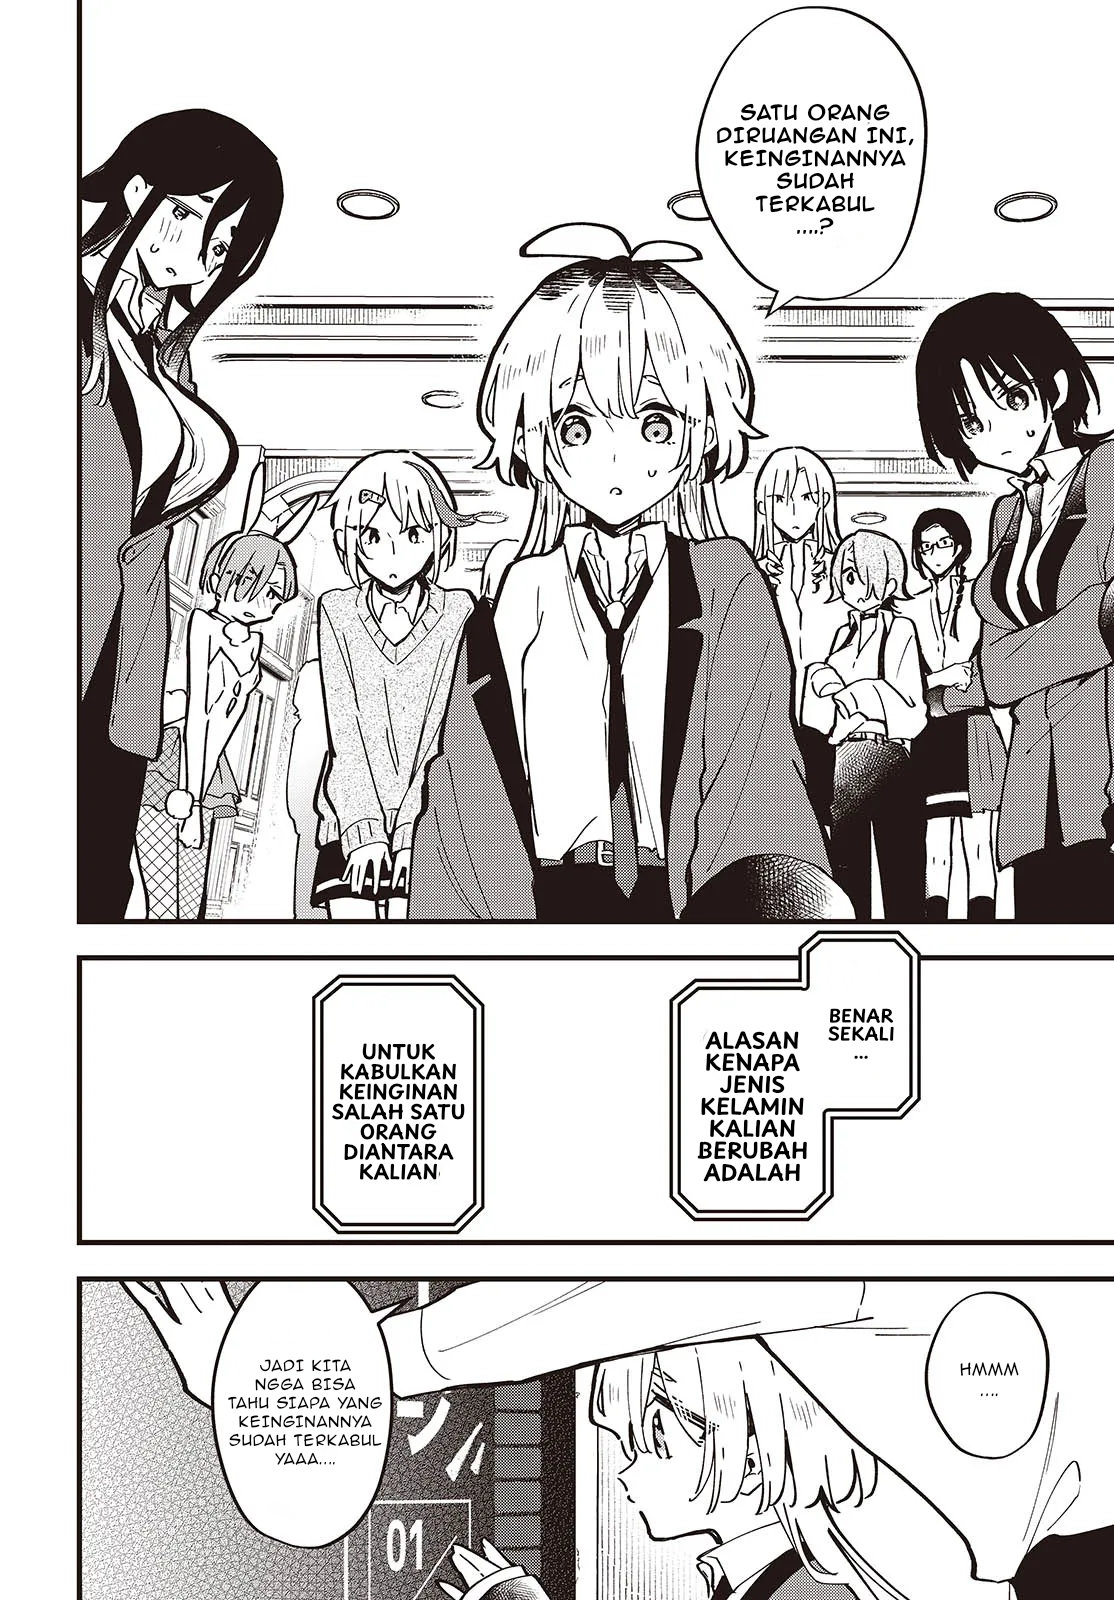 SATU ORANG
DIRUANGAN INI,
KEINGINANNYA
SUDAH
TERKABUL
....?
BENAR
SEKALI
...
ALASAN
KENAPA
JENIS
KELAMIN
KALIAN
BERUBAH
ADALAH
UNTUK
KABULKAN
KEINGINAN
SALAH SATU
ORANG
DIANTARA
KALIAN
HMMM
....
JADI KITA
NGGA BISA
TAHU SIAPA YANG
KEINGINANNYA
SUDAH TERKABUL
YAAA....
ン
01